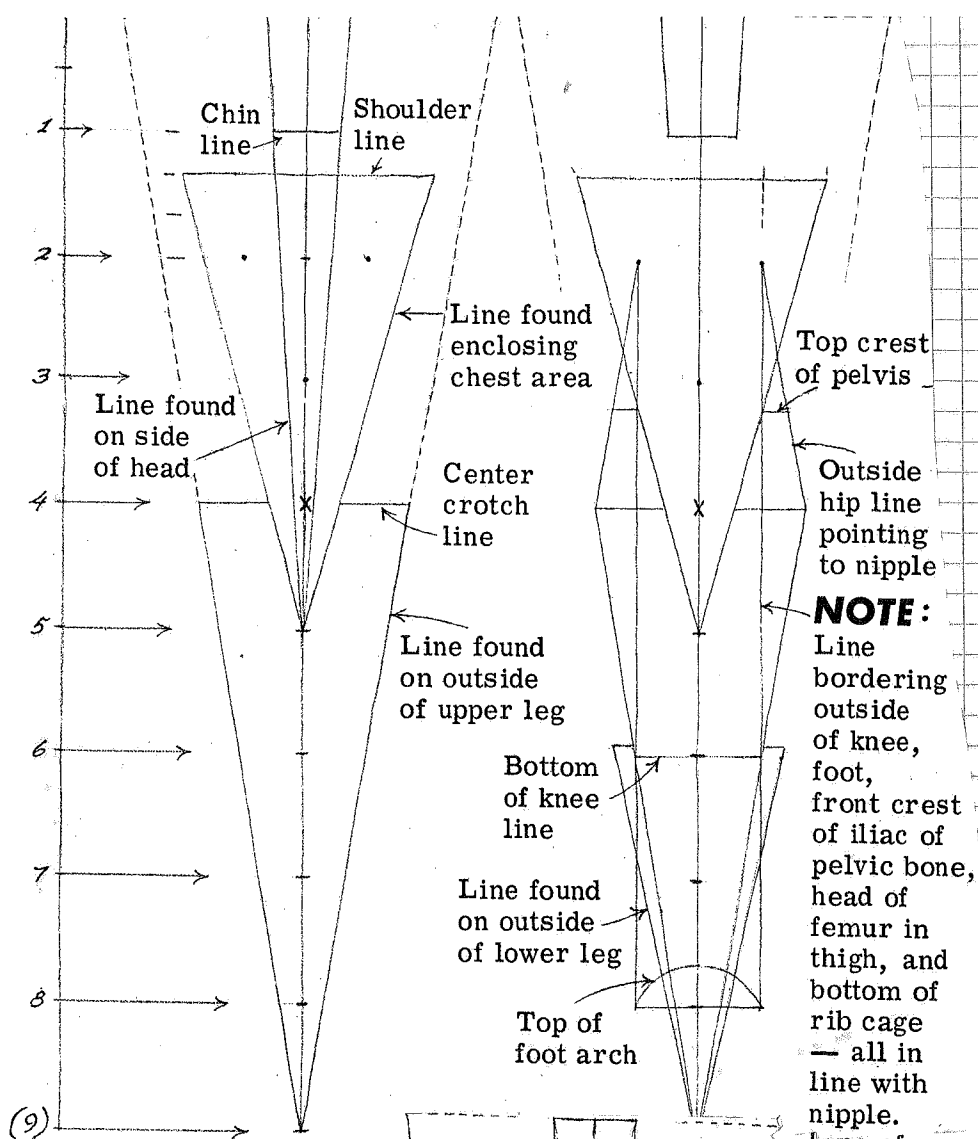 1
2
3
4
5
6
7
8
(9)
Chin
line
Shoulder
line
Line found
enclosing
chest area
Line found
on side
of head
Center
crotch
line
Line found
on outside
of upper leg
Top crest
of pelvis
Outside
hip line
pointing
to nipple
NOTE:
Line
bordering
outside
of knee,
foot,
front crest
of iliac of
pelvic bone,
head of
femur in
thigh, and
bottom of
rib cage
— all in
line with
nipple.
Bottom
of knee
line
Line found
on outside
of lower leg
Top of
foot arch
X
X